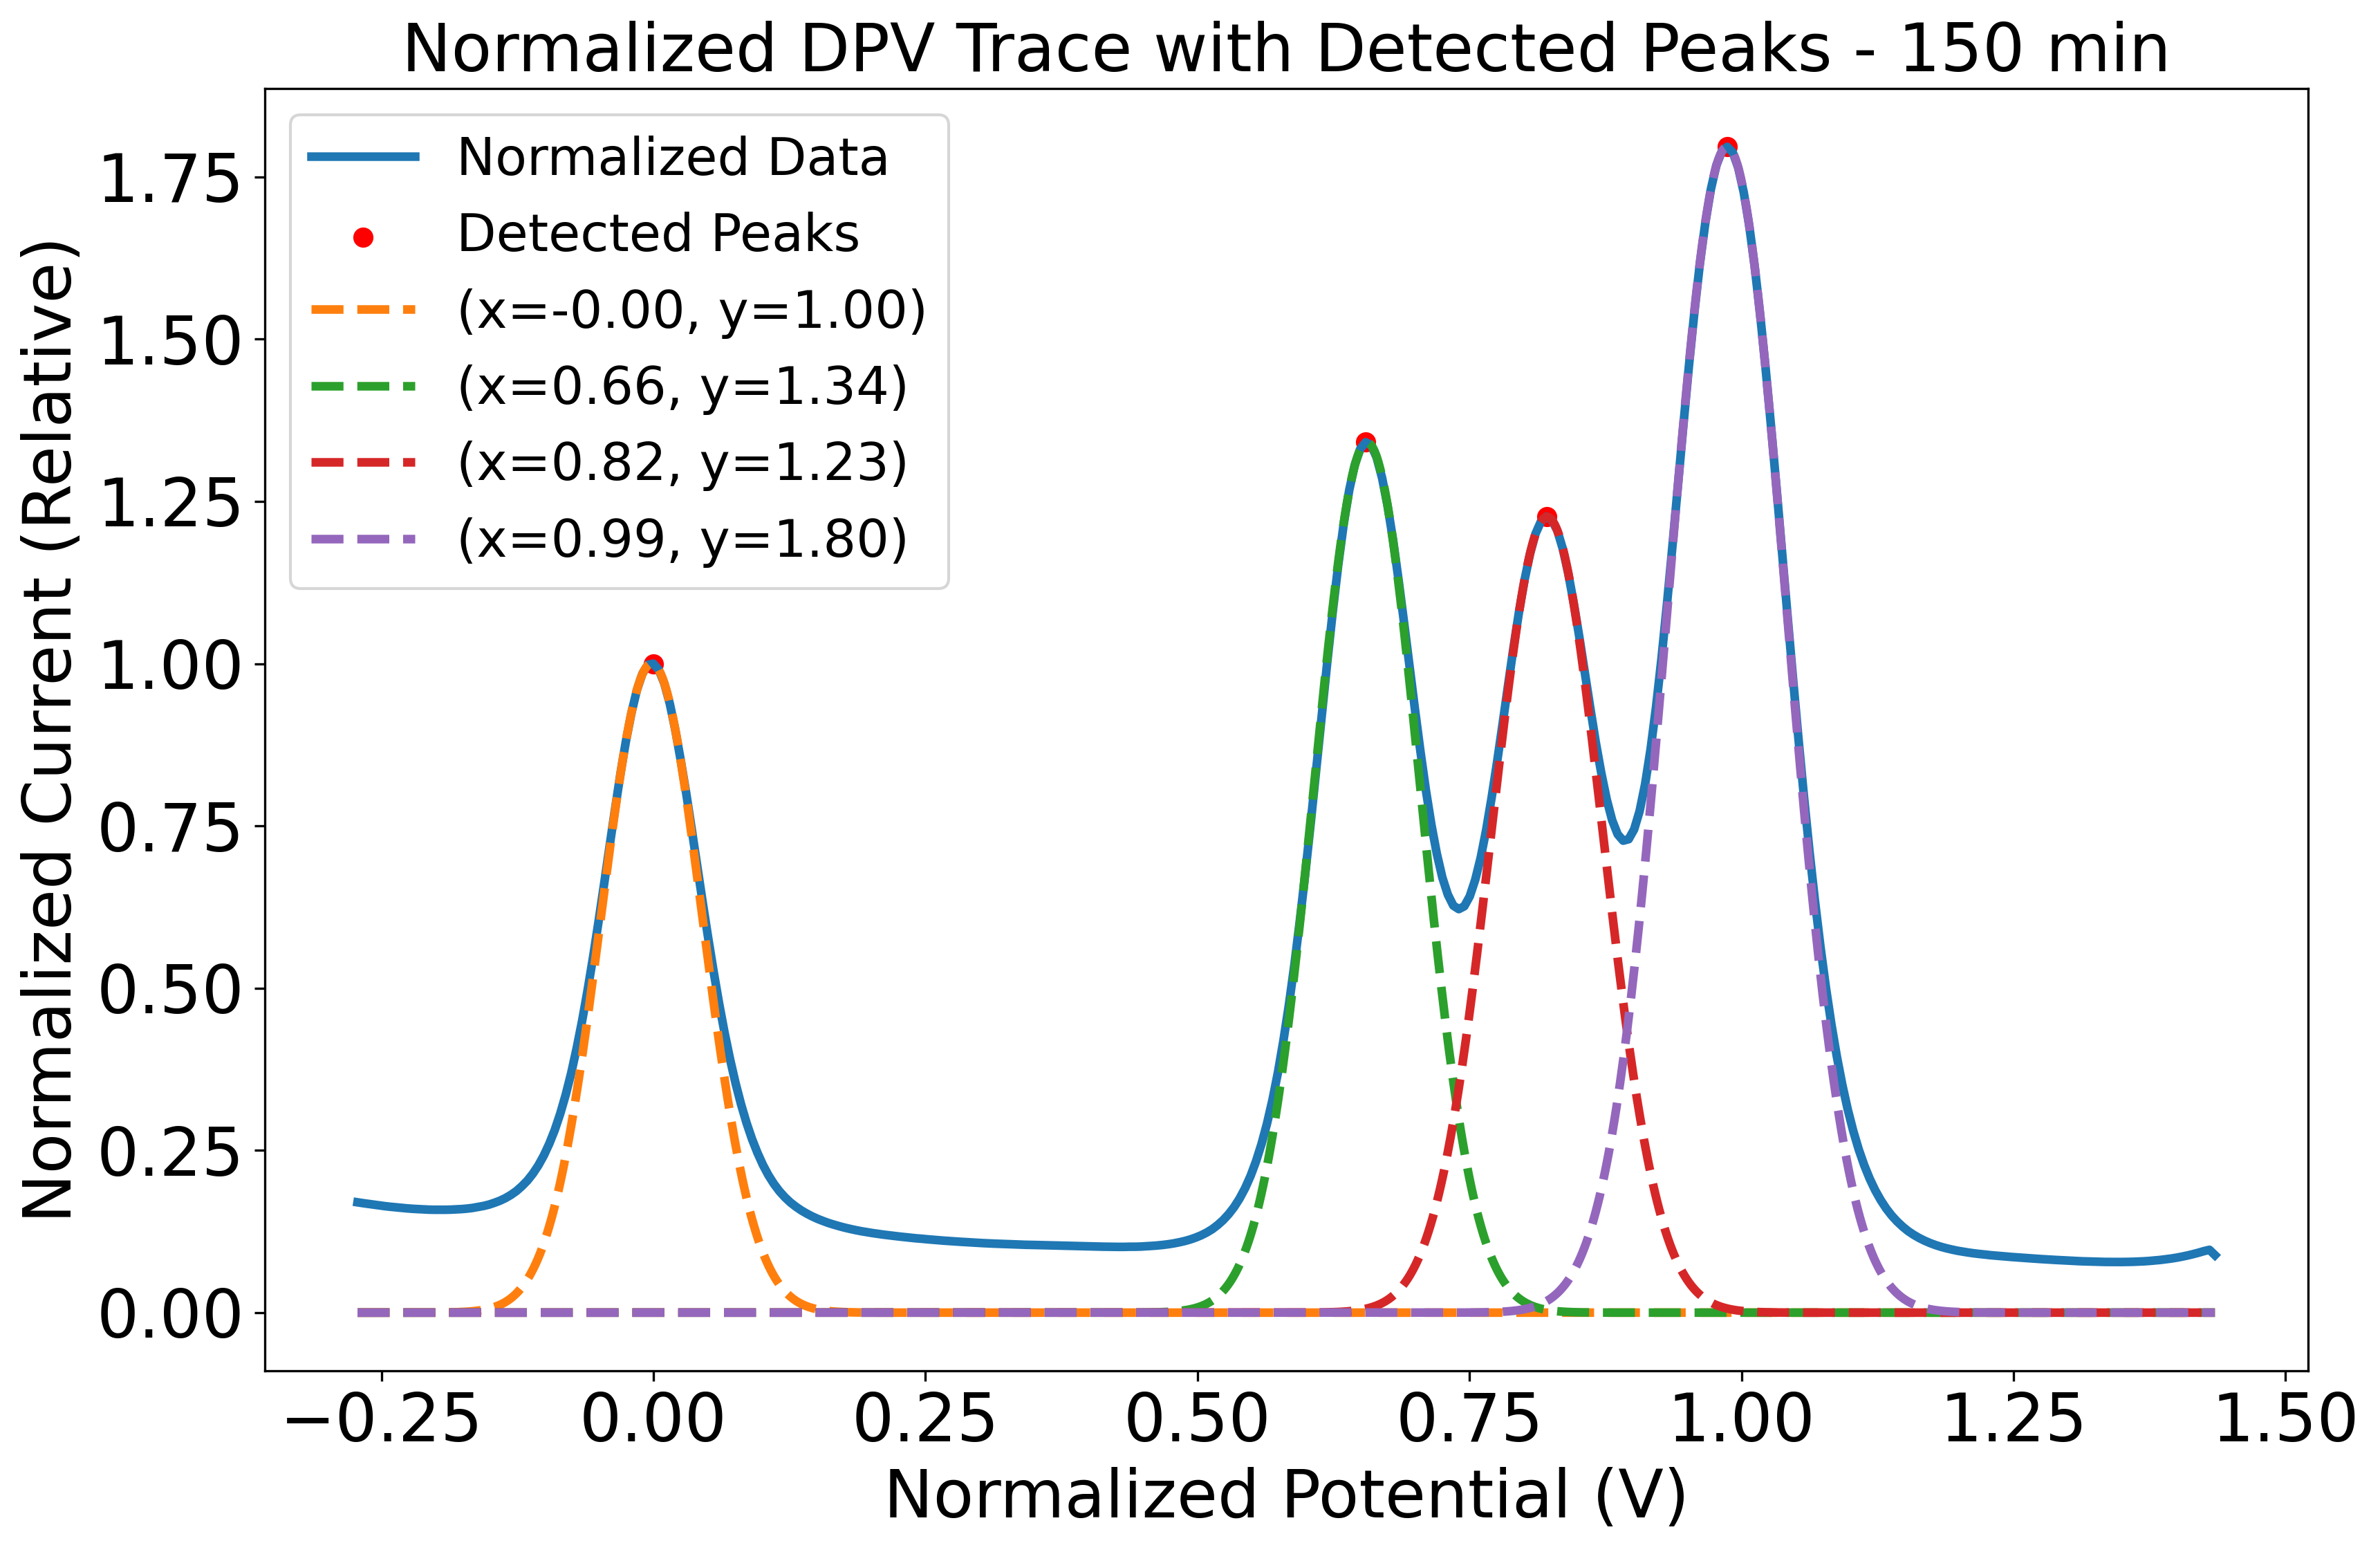 Normalized DPV Trace with Detected Peaks - 150 min
Normalized Data
Detected Peaks
(x=-0.00, y=1.00)
(x=0.66, y=1.34)
(x=0.82, y=1.23)
(x=0.99, y=1.80)
Normalized Current (Relative)
1.75
1.50
1.25
1.00
0.75
0.50
0.25
0.00
−0.25 0.00 0.25 0.50 0.75 1.00 1.25 1.50
Normalized Potential (V)